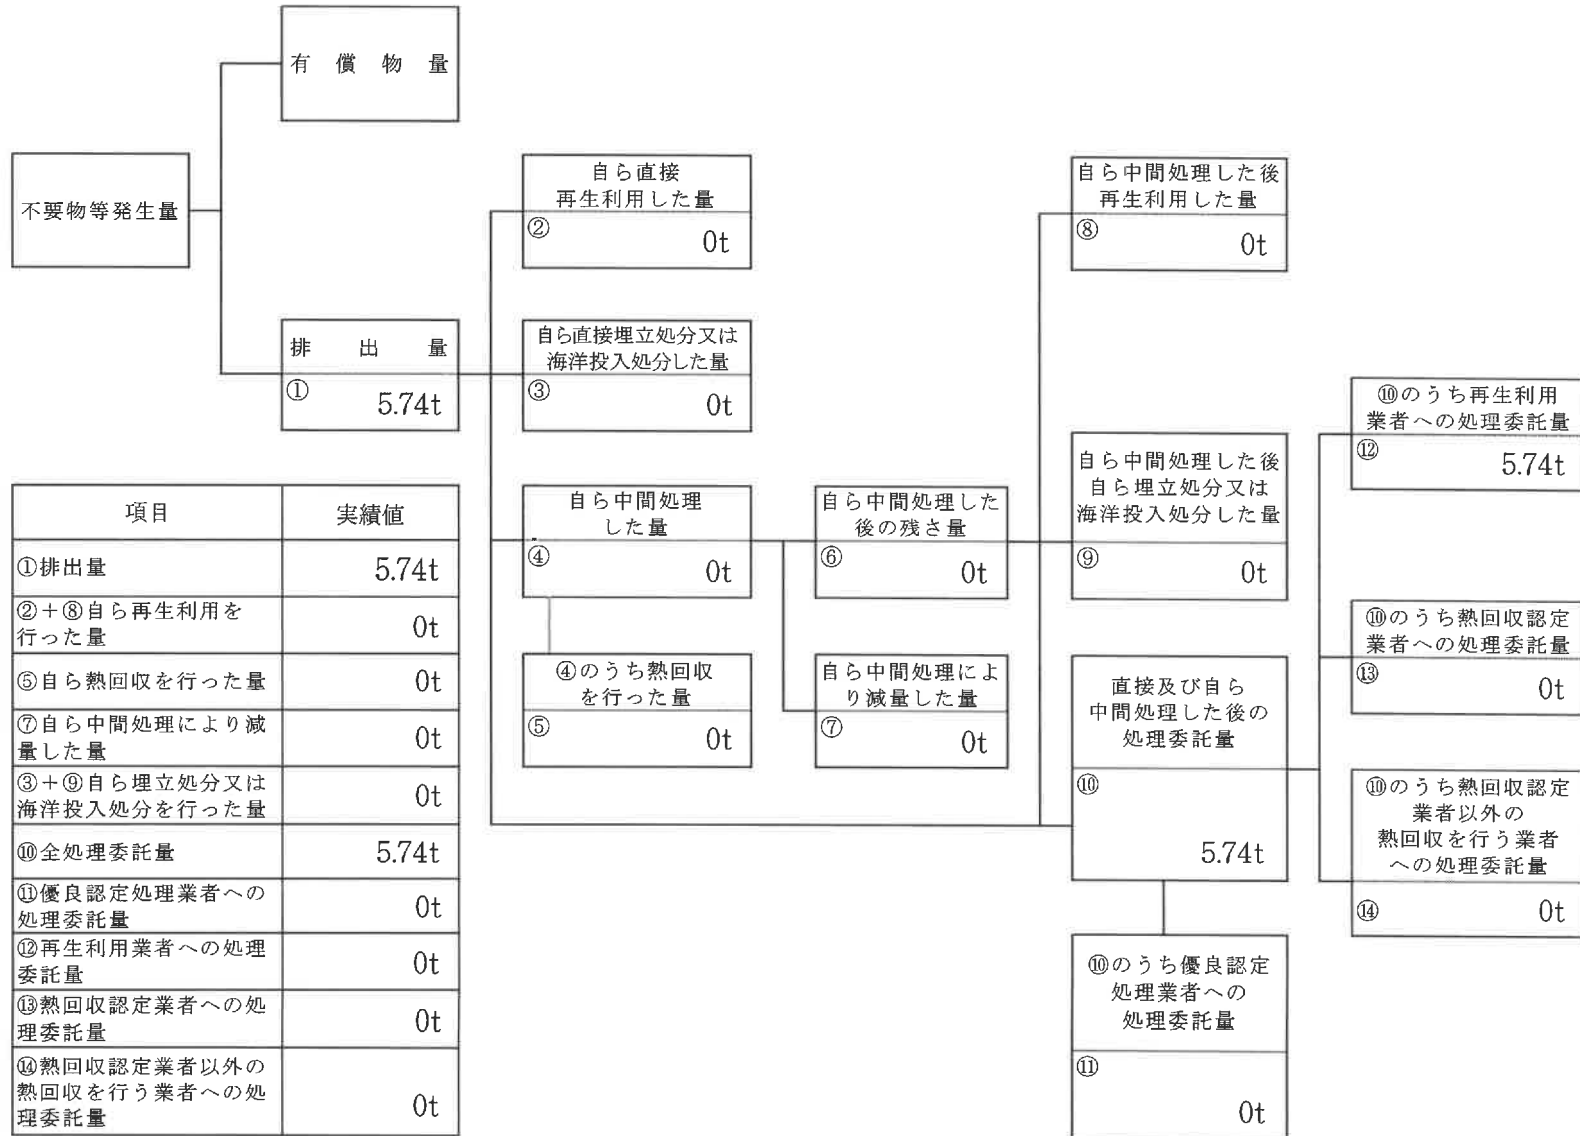 有償物量
不要物等発生量
排出量
① 5.74t
自ら直接
再生利用した量
② 0t
自ら直接埋立処分又は
海洋投入処分した量
③ 0t
自ら中間処理
した量
④ 0t
④のうち熱回収
を行った量
⑤ 0t
自ら中間処理した
後の残さ量
⑥ 0t
自ら中間処理によ
り減量した量
⑦ 0t
自ら中間処理した後
再生利用した量
⑧ 0t
自ら中間処理した後
自ら埋立処分又は
海洋投入処分した量
⑨ 0t
直接及び自ら
中間処理した後の
処理委託量
⑩
5.74t
⑩のうち優良認定
処理業者への
処理委託量
⑪
0t
⑩のうち再生利用
業者への処理委託量
⑫ 5.74t
⑩のうち熱回収認定
業者への処理委託量
⑬ 0t
⑩のうち熱回収認定
業者以外の
熱回収を行う業者
への処理委託量
⑭ 0t
項目 実績値
①排出量 5.74t
②+⑧自ら再生利用を
行った量 0t
⑤自ら熱回収を行った量 0t
⑦自ら中間処理により減
量した量 0t
③+⑨自ら埋立処分又は
海洋投入処分を行った量 0t
⑩全処理委託量 5.74t
⑪優良認定処理業者への
処理委託量 0t
⑫再生利用業者への処理
委託量 0t
⑬熱回収認定業者への処
理委託量 0t
⑭熱回収認定業者以外の
熱回収を行う業者への処
理委託量 0t